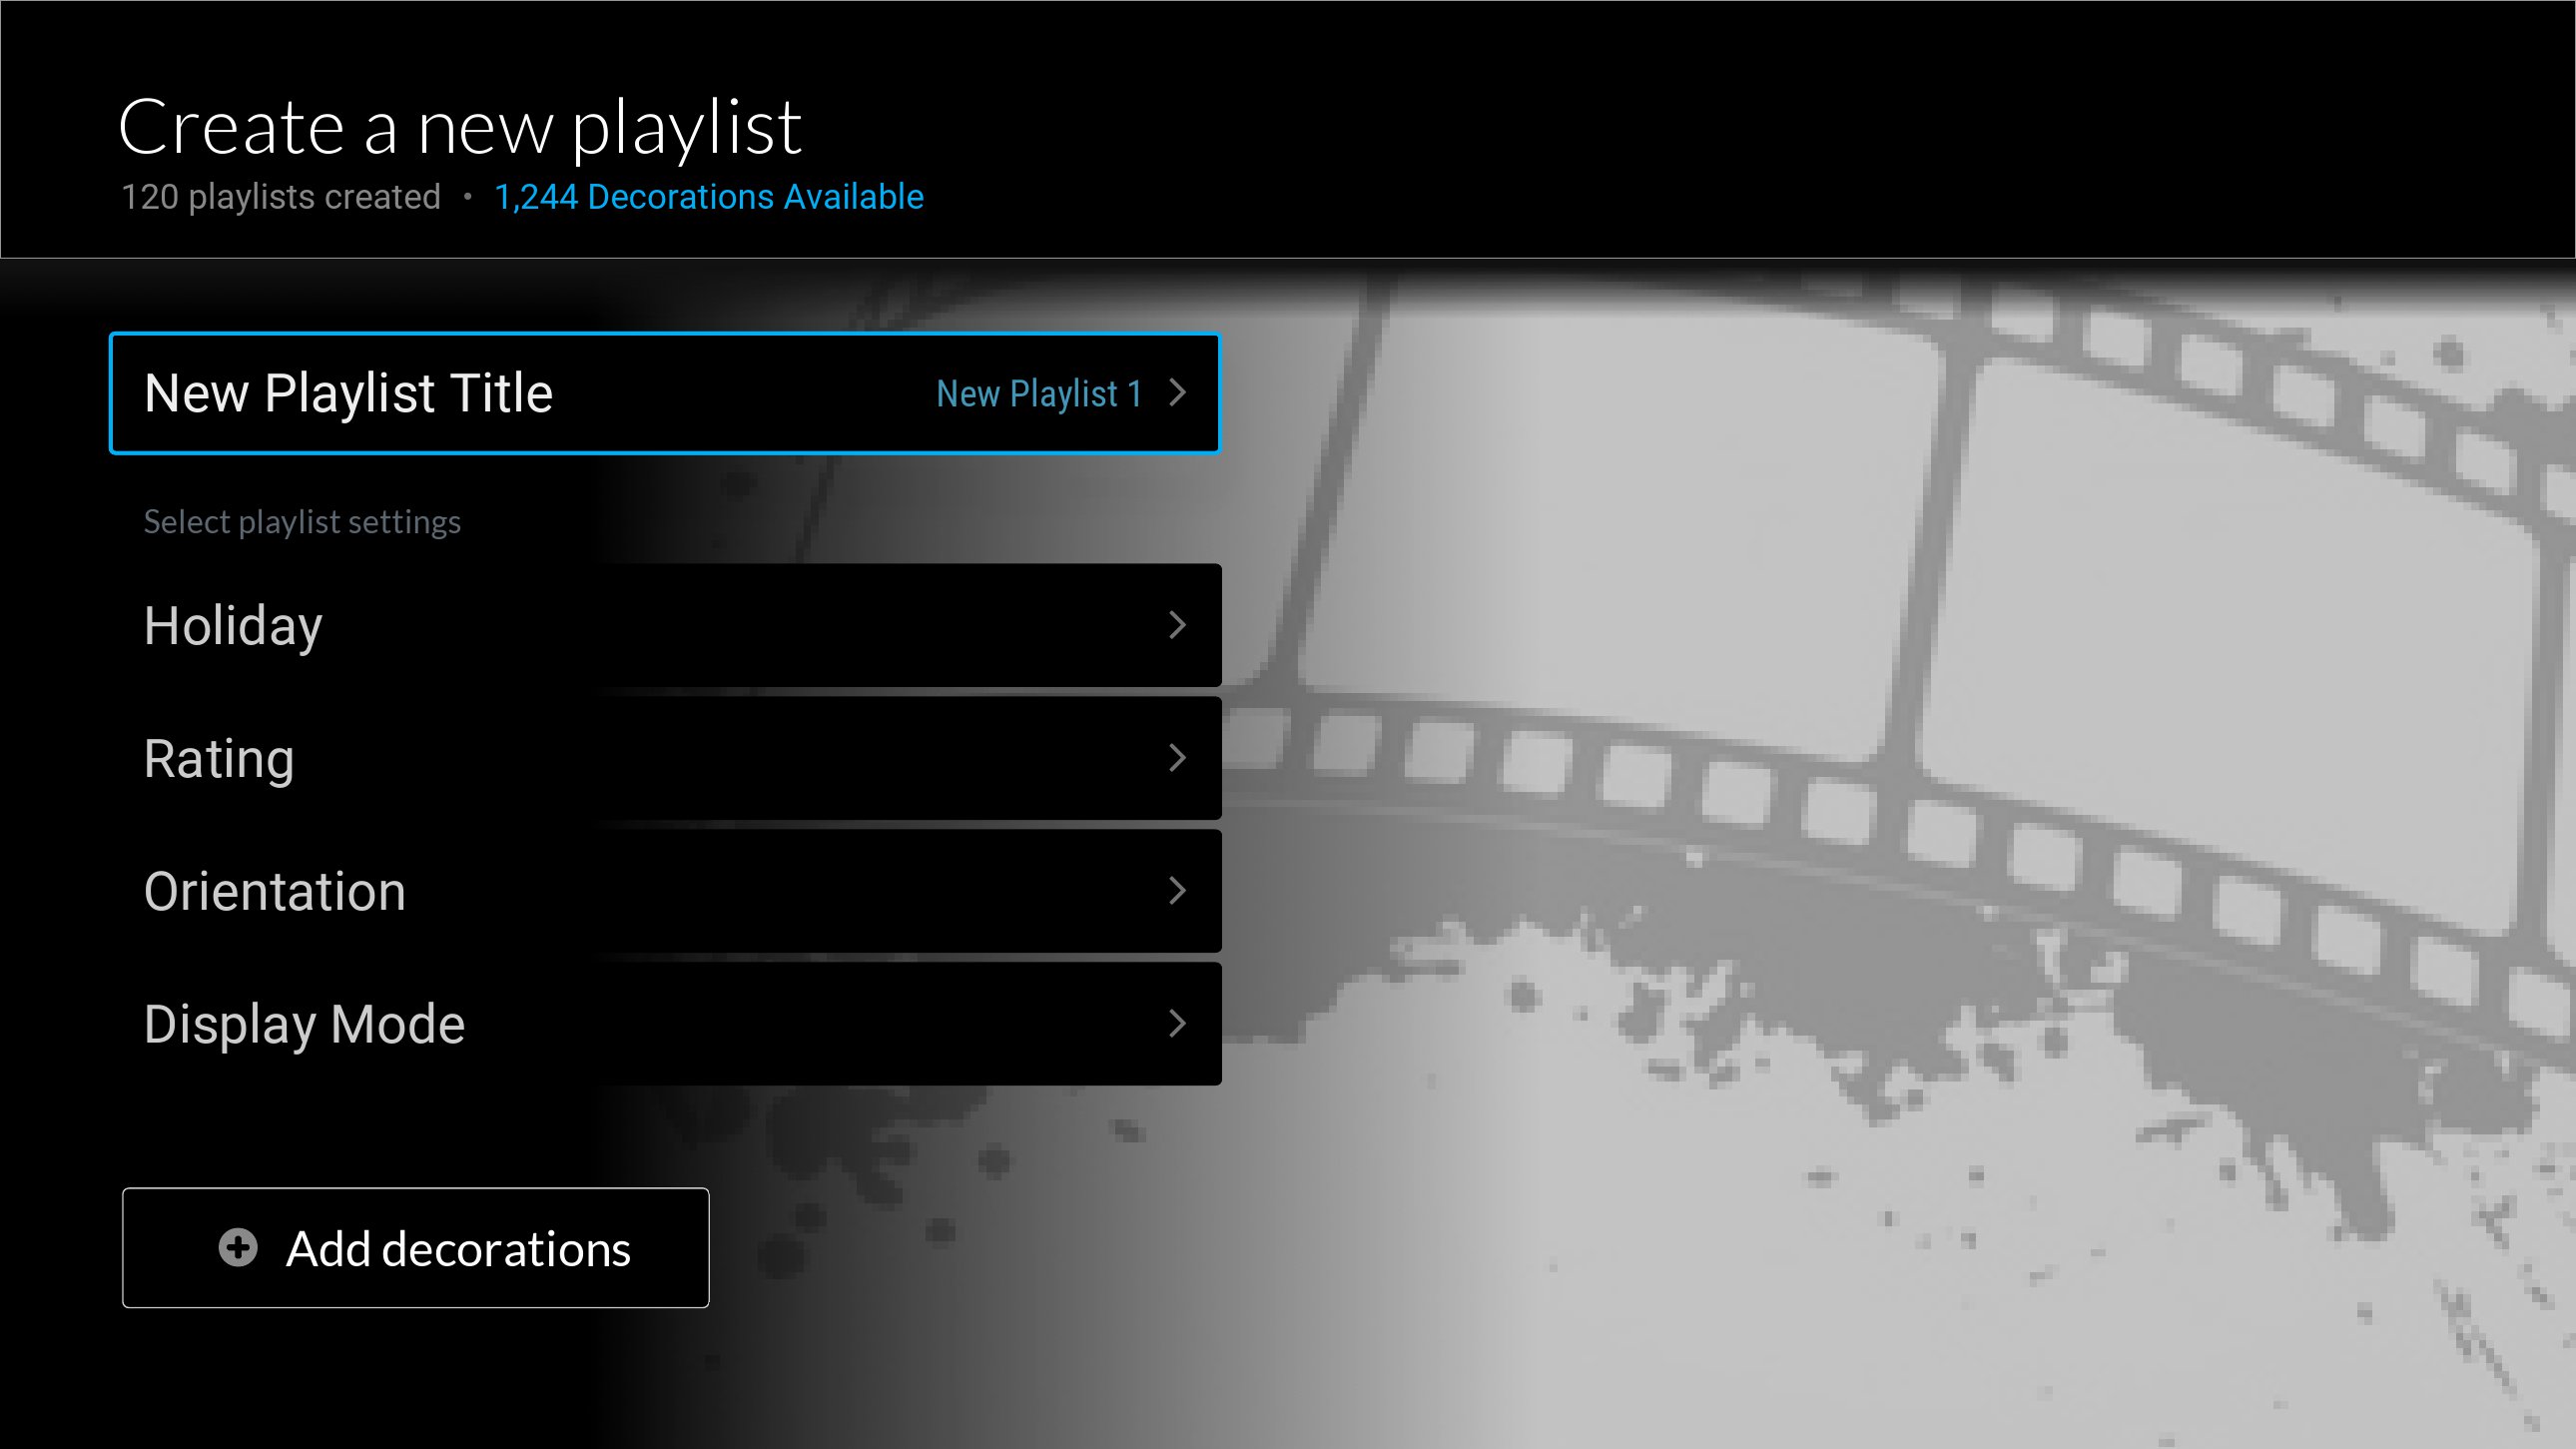 Create a new playlist
120 playlists created • 1,244 Decorations Available
New Playlist Title New Playlist 1
Select playlist settings
Holiday
Rating
Orientation
Display Mode
Add decorations